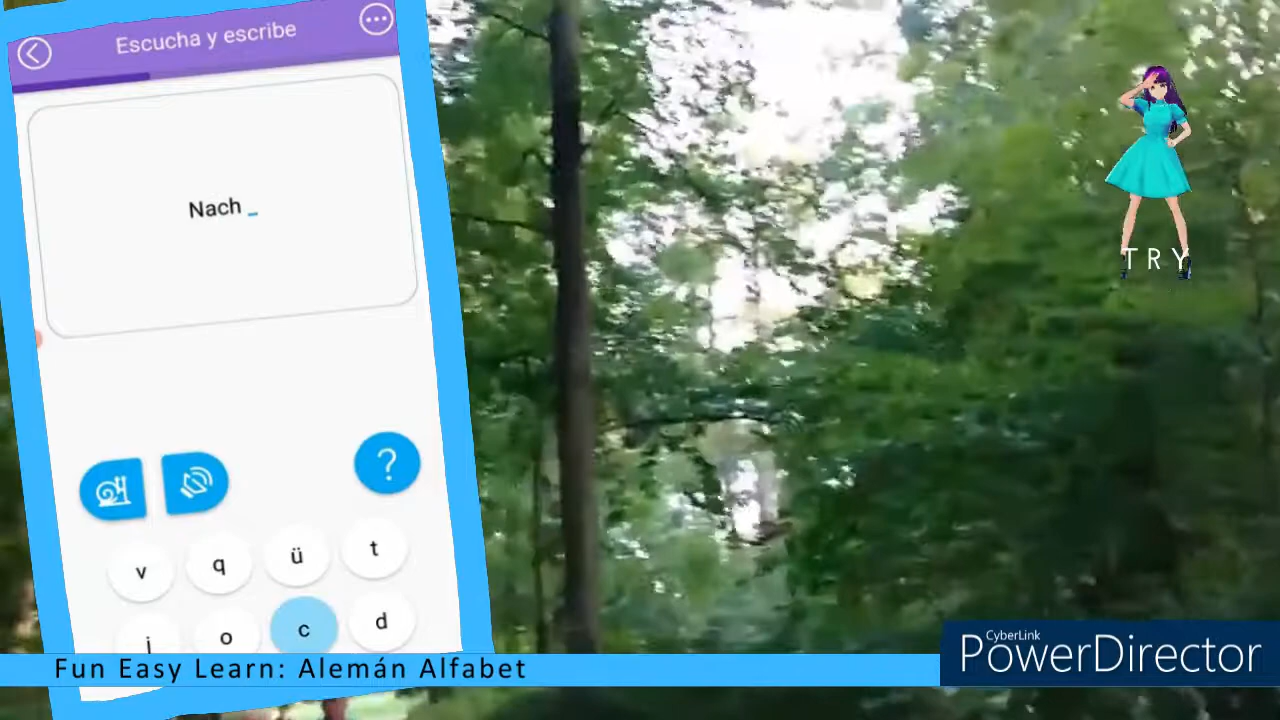 Escucha y escribe
Nach _
?
v q ü t
j o c d
TRY
Fun Easy Learn: Alemán Alfabet
CyberLink
PowerDirector